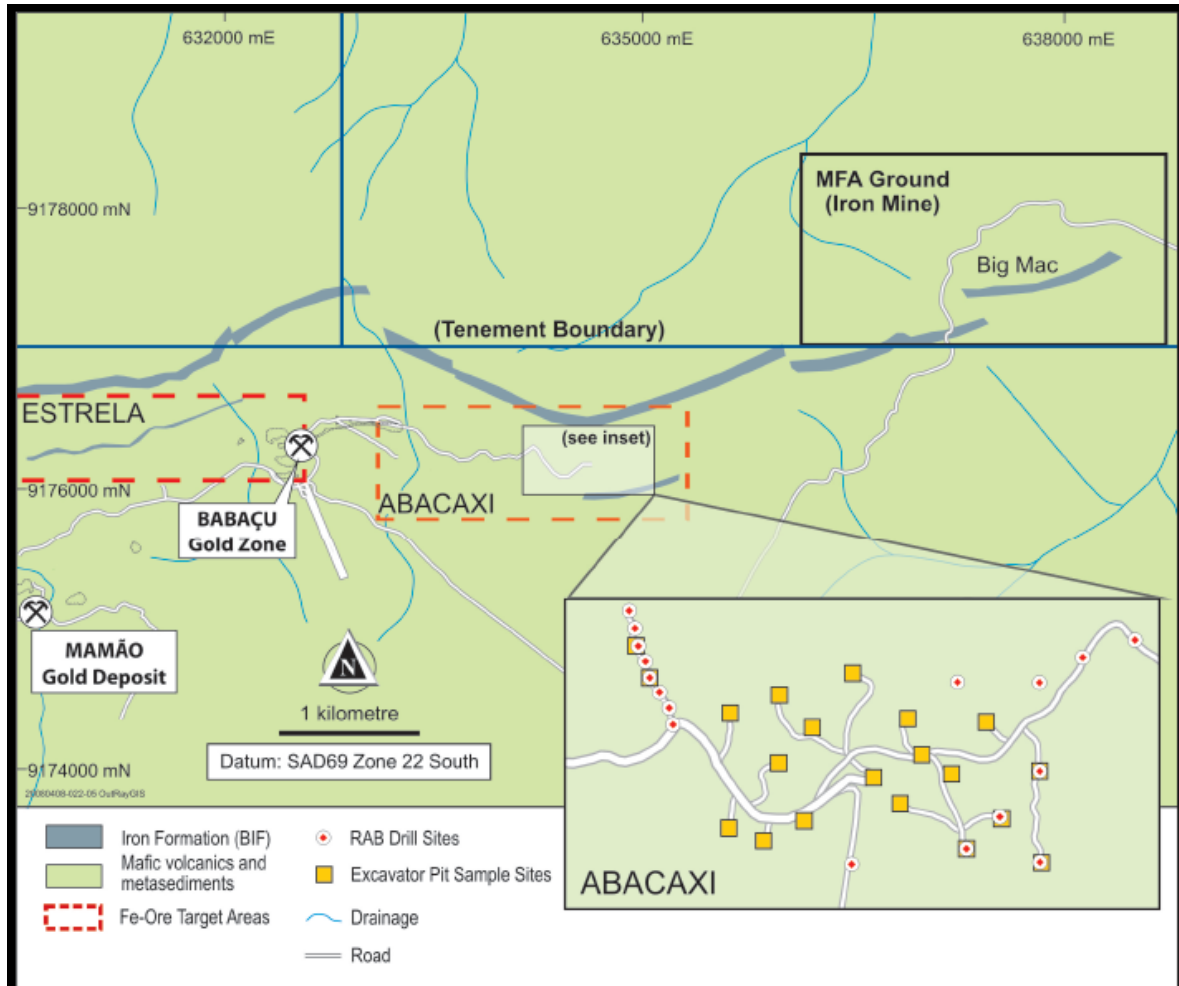 632000 mE
635000 mE
638000 mE
MFA Ground
(Iron Mine)
9178000 mN
Big Mac
(Tenement Boundary)
ESTRELA
(see inset)
9176000 mN
ABACAXI
BABAÇU
Gold Zone
MAMÃO
Gold Deposit
N
1 kilometre
Datum: SAD69 Zone 22 South
9174000 mN
ABACAXI
Iron Formation (BIF)
RAB Drill Sites
Mafic volcanics and
metasediments
Excavator Pit Sample Sites
Fe-Ore Target Areas
Drainage
Road